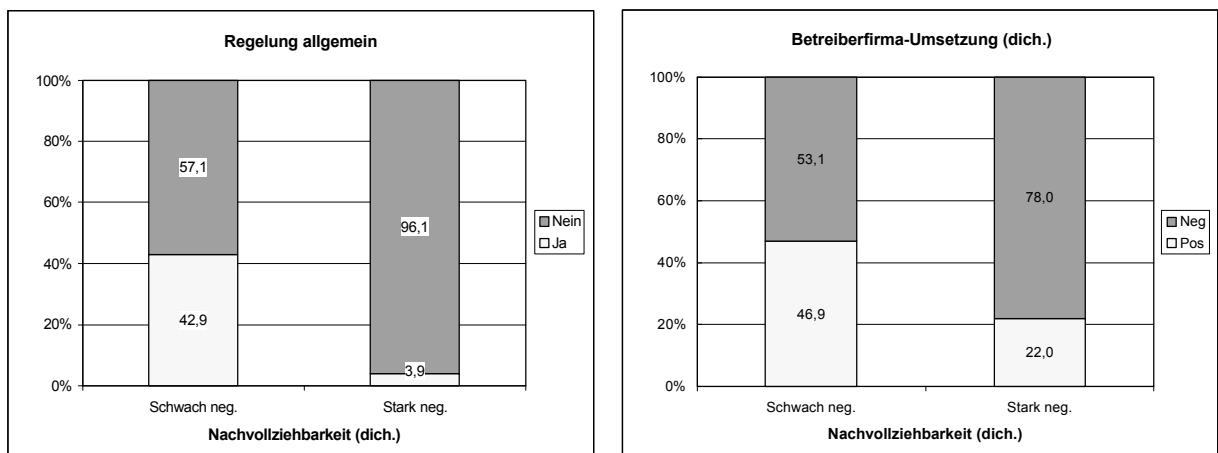 Regelung allgemein
100%
80%
60%
40%
20%
0%
57,1
42,9
96,1
3,9
Schwach neg.
Stark neg.
Nachvollziehbarkeit (dich.)
Nein
Ja
Betreiberfirma-Umsetzung (dich.)
100%
80%
60%
40%
20%
0%
53,1
46,9
78,0
22,0
Schwach neg.
Stark neg.
Nachvollziehbarkeit (dich.)
Neg
Pos